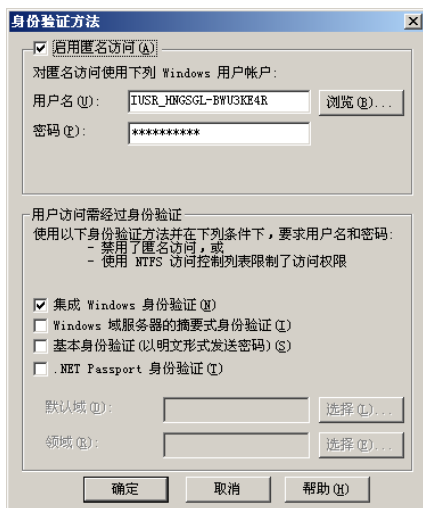 身份验证方法
启用匿名访问(A)
对匿名访问使用下列 Windows 用户帐户:
用户名(U): IUSR_HNGSGL-BWU3KE4R 浏览(B)...
密码(P): **********
用户访问需经过身份验证
使用以下身份验证方法并在下列条件下，要求用户名和密码:
- 禁用了匿名访问，或
- 使用 NTFS 访问控制列表限制了访问权限
集成 Windows 身份验证(N)
Windows 域服务器的摘要式身份验证(I)
基本身份验证(以明文形式发送密码)(S)
.NET Passport 身份验证(T)
默认域(D): 选择(L)...
领域(R): 选择(E)...
确定 取消 帮助(H)